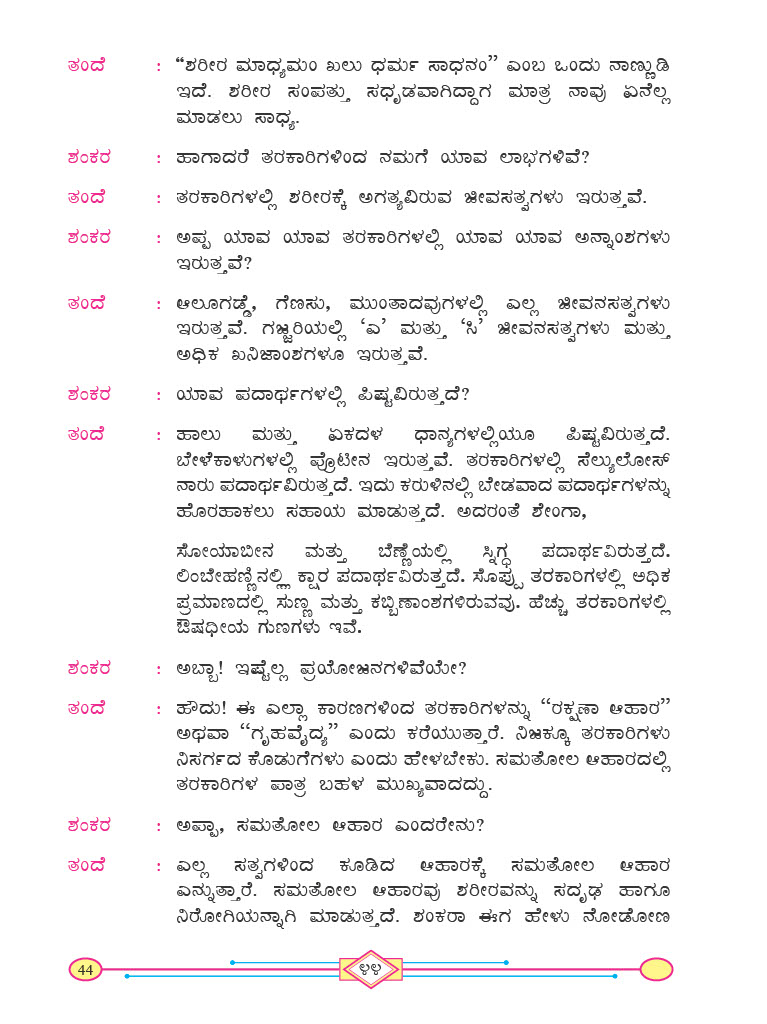 ತಂದೆ : “ಶರೀರ ಮಾಧ್ಯಮಂ ಖಲು ಧರ್ಮ ಸಾಧನಂ’’ ಎಂಬ ಒಂದು ನಾಣ್ಣುಡಿ
ಇದೆ. ಶರೀರ ಸಂಪತ್ತು ಸಧೃಡವಾಗಿದ್ದಾಗ ಮಾತ್ರ ನಾವು ಏನೆಲ್ಲ
ಮಾಡಲು ಸಾಧ್ಯ.
ಶಂಕರ : ಹಾಗಾದರೆ ತರಕಾರಿಗಳಿಂದ ನಮಗೆ ಯಾವ ಲಾಭಗಳಿವೆ?
ತಂದೆ : ತರಕಾರಿಗಳಲ್ಲಿ ಶರೀರಕ್ಕೆ ಅಗತ್ಯವಿರುವ ಜೀವಸತ್ವಗಳು ಇರುತ್ತವೆ.
ಶಂಕರ : ಅಪ್ಪ ಯಾವ ಯಾವ ತರಕಾರಿಗಳಲ್ಲಿ ಯಾವ ಯಾವ ಅನ್ನಾಂಶಗಳು
ಇರುತ್ತವೆ?
ತಂದೆ : ಆಲೂಗಡ್ಡೆ, ಗೆಣಸು, ಮುಂತಾದವುಗಳಲ್ಲಿ ಎಲ್ಲ ಜೀವನಸತ್ವಗಳು
ಇರುತ್ತವೆ. ಗಜ್ಜರಿಯಲ್ಲಿ ‘ಎ’ ಮತ್ತು ‘ಸಿ’ ಜೀವನಸತ್ವಗಳು ಮತ್ತು
ಅಧಿಕ ಖನಿಜಾಂಶಗಳೂ ಇರುತ್ತವೆ.
ಶಂಕರ : ಯಾವ ಪದಾರ್ಥಗಳಲ್ಲಿ ಪಿಷ್ಟವಿರುತ್ತದೆ?
ತಂದೆ : ಹಾಲು ಮತ್ತು ಏಕದಳ ಧಾನ್ಯಗಳಲ್ಲಿಯೂ ಪಿಷ್ಟವಿರುತ್ತದೆ.
ಬೇಳೆಕಾಳುಗಳಲ್ಲಿ ಪ್ರೊಟೀನ ಇರುತ್ತವೆ. ತರಕಾರಿಗಳಲ್ಲಿ ಸೆಲ್ಯುಲೋಸ್
ನಾರು ಪದಾರ್ಥವಿರುತ್ತದೆ. ಇದು ಕರುಳಿನಲ್ಲಿ ಬೇಡವಾದ ಪದಾರ್ಥಗಳನ್ನು
ಹೊರಹಾಕಲು ಸಹಾಯ ಮಾಡುತ್ತದೆ. ಅದರಂತೆ ಶೇಂಗಾ,
ಸೋಯಾಬೀನ ಮತ್ತು ಬೆಣ್ಣೆಯಲ್ಲಿ ಸ್ನಿಗ್ಧ ಪದಾರ್ಥವಿರುತ್ತದೆ.
ಲಿಂಬೇಹಣ್ಣಿನಲ್ಲಿ ಕ್ಷಾರ ಪದಾರ್ಥವಿರುತ್ತದೆ. ಸೊಪ್ಪು ತರಕಾರಿಗಳಲ್ಲಿ ಅಧಿಕ
ಪ್ರಮಾಣದಲ್ಲಿ ಸುಣ್ಣ ಮತ್ತು ಕಬ್ಬಿಣಾಂಶಗಳಿರುವವು. ಹೆಚ್ಚು ತರಕಾರಿಗಳಲ್ಲಿ
ಔಷಧೀಯ ಗುಣಗಳು ಇವೆ.
ಶಂಕರ : ಅಬ್ಬಾ! ಇಷ್ಟೆಲ್ಲ ಪ್ರಯೋಜನಗಳಿವೆಯೇ?
ತಂದೆ : ಹೌದು! ಈ ಎಲ್ಲಾ ಕಾರಣಗಳಿಂದ ತರಕಾರಿಗಳನ್ನು ‘‘ರಕ್ಷಣಾ ಆಹಾರ’’
ಅಥವಾ ‘‘ಗೃಹವೈದ್ಯ’’ ಎಂದು ಕರೆಯುತ್ತಾರೆ. ನಿಜಕ್ಕೂ ತರಕಾರಿಗಳು
ನಿಸರ್ಗದ ಕೊಡುಗೆಗಳು ಎಂದು ಹೇಳಬೇಕು. ಸಮತೋಲ ಆಹಾರದಲ್ಲಿ
ತರಕಾರಿಗಳ ಪಾತ್ರ ಬಹಳ ಮುಖ್ಯವಾದದ್ದು.
ಶಂಕರ : ಅಪ್ಪಾ, ಸಮತೋಲ ಆಹಾರ ಎಂದರೇನು?
ತಂದೆ : ಎಲ್ಲ ಸತ್ವಗಳಿಂದ ಕೂಡಿದ ಆಹಾರಕ್ಕೆ ಸಮತೋಲ ಆಹಾರ
ಎನ್ನುತ್ತಾರೆ. ಸಮತೋಲ ಆಹಾರವು ಶರೀರವನ್ನು ಸದೃಢ ಹಾಗೂ
ನಿರೋಗಿಯನ್ನಾಗಿ ಮಾಡುತ್ತದೆ. ಶಂಕರಾ ಈಗ ಹೇಳು ನೋಡೋಣ
44 ೪೪